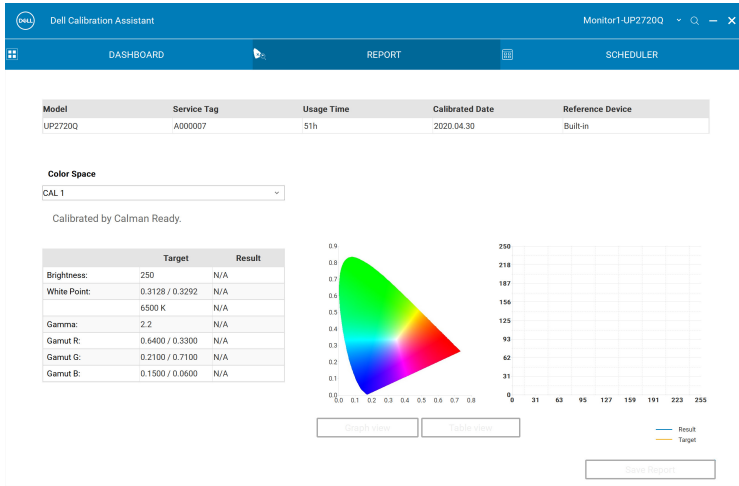 DELL Dell Calibration Assistant Monitor1-UP2720Q
DASHBOARD REPORT SCHEDULER
Model Service Tag Usage Time Calibrated Date Reference Device
UP2720Q A000007 51h 2020.04.30 Built-in
Color Space
CAL 1
Calibrated by Calman Ready.
Target Result
Brightness: 250 N/A
White Point: 0.3128 / 0.3292 N/A
6500 K N/A
Gamma: 2.2 N/A
Gamut R: 0.6400 / 0.3300 N/A
Gamut G: 0.2100 / 0.7100 N/A
Gamut B: 0.1500 / 0.0600 N/A
0.9
0.8
0.7
0.6
0.5
0.4
0.3
0.2
0.1
0.0
0.0 0.1 0.2 0.3 0.4 0.5 0.6 0.7 0.8
250
218
187
156
125
93
62
31
0
0 31 63 95 127 159 191 223 255
Graph view Table view
Result
Target
Save Report